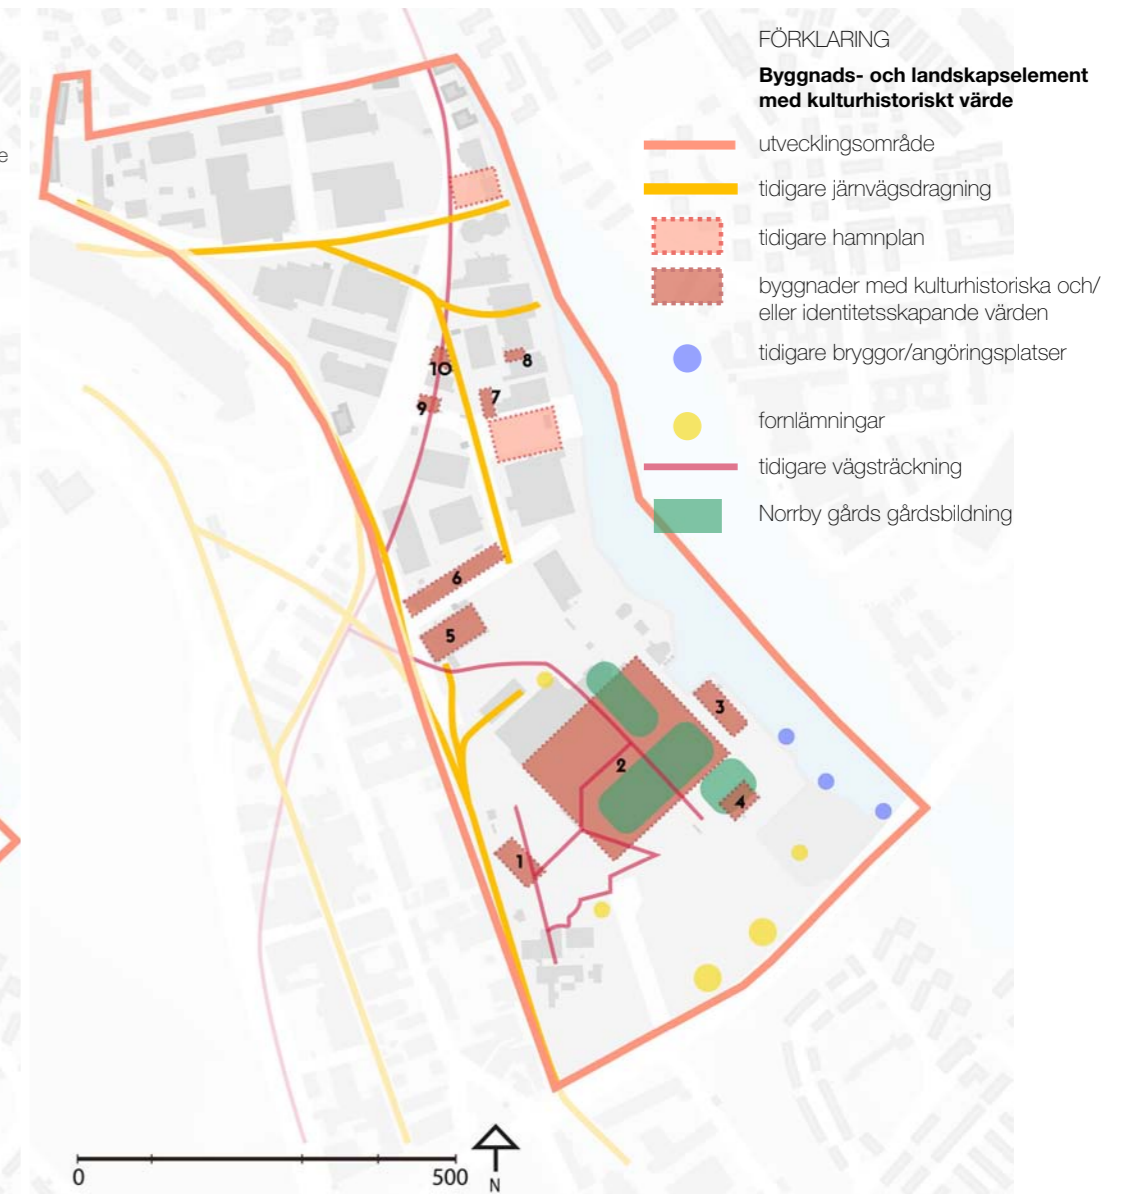 FÖRKLARING
Byggnads- och landskapselement
med kulturhistoriskt värde
e
utvecklingsområde
tidigare järnvägsdragning
tidigare hamnplan
byggnader med kulturhistoriska och/
eller identitetsskapande värden
tidigare bryggor/angöringsplatser
fornlämningar
tidigare vägsträckning
Norrby gårds gårdsbildning
8
10
7
9
6
5
3
2
4
1
0
500
N